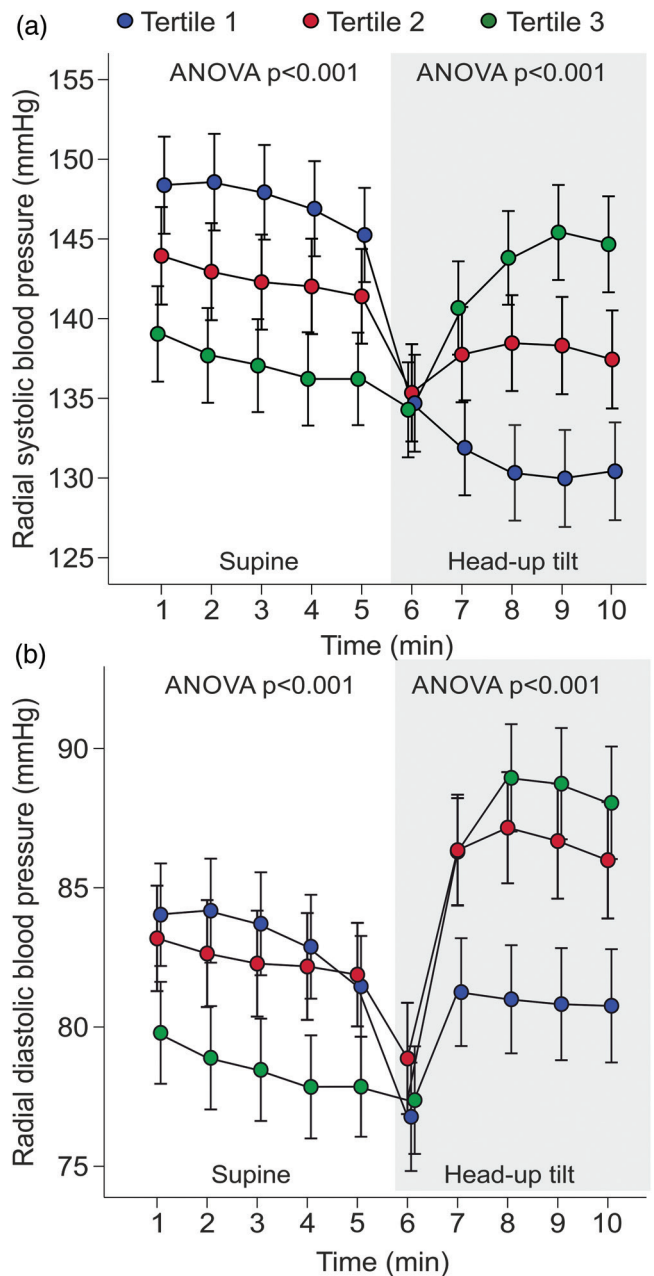 (a)
Tertile 1 Tertile 2 Tertile 3
ANOVA p<0.001 ANOVA p<0.001
Radial systolic blood pressure (mmHg)
155
150
145
140
135
130
125
Supine Head-up tilt
1 2 3 4 5 6 7 8 9 10
Time (min)
(b)
ANOVA p<0.001 ANOVA p<0.001
Radial diastolic blood pressure (mmHg)
90
85
80
75
Supine Head-up tilt
1 2 3 4 5 6 7 8 9 10
Time (min)